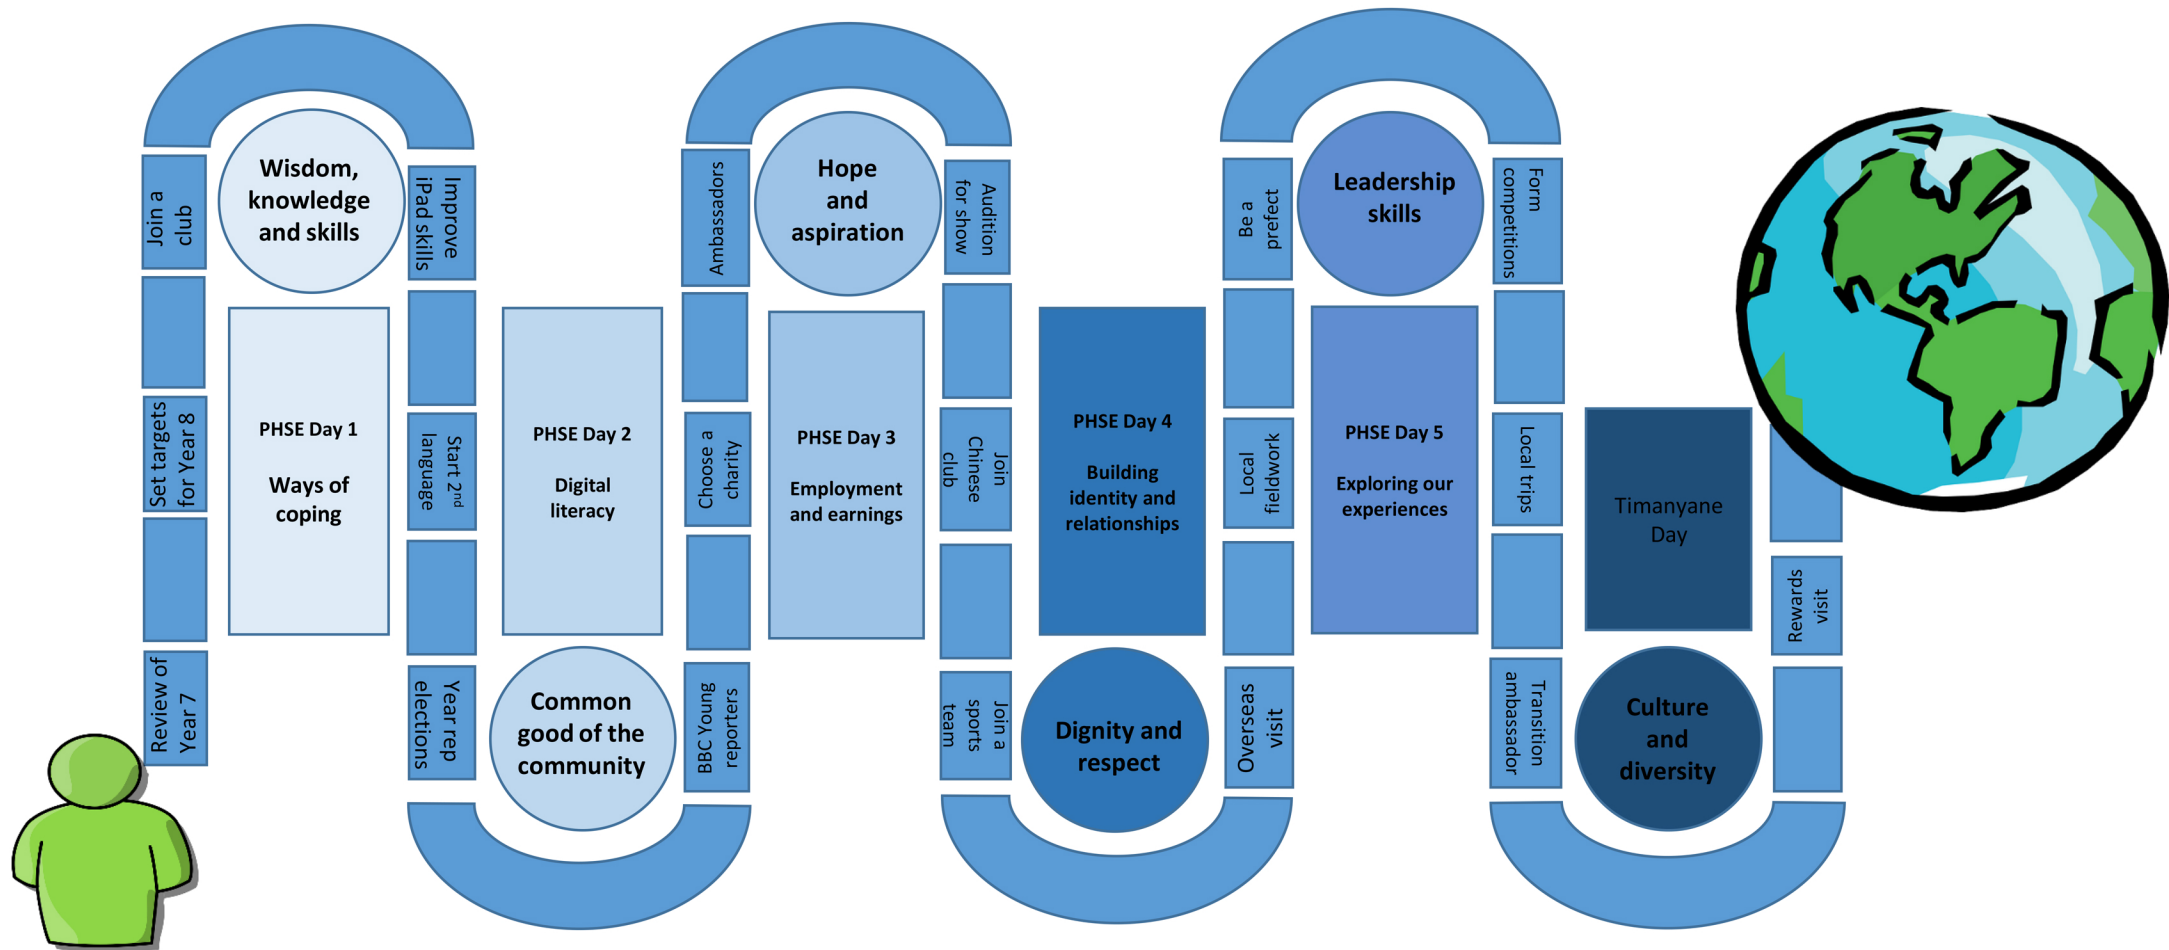 Review of
Year 7
Set targets
for Year 8
Join a
club
Wisdom,
knowledge
and skills
PHSE Day 1
Ways of
coping
Improve
iPad skills
Start 2nd
language
Year rep
elections
PHSE Day 2
Digital
literacy
Common
good of the
community
BBC Young
reporters
Choose a
charity
Ambassadors
Hope
and
aspiration
PHSE Day 3
Employment
and earnings
Audition
for show
Join
Chinese
club
Join a
sports
team
PHSE Day 4
Building
identity and
relationships
Dignity and
respect
Overseas
visit
Local
fieldwork
Be a
prefect
Leadership
skills
PHSE Day 5
Exploring our
experiences
Form
competitions
Local trips
Transition
ambassador
Timanyane
Day
Culture
and
diversity
Rewards
visit